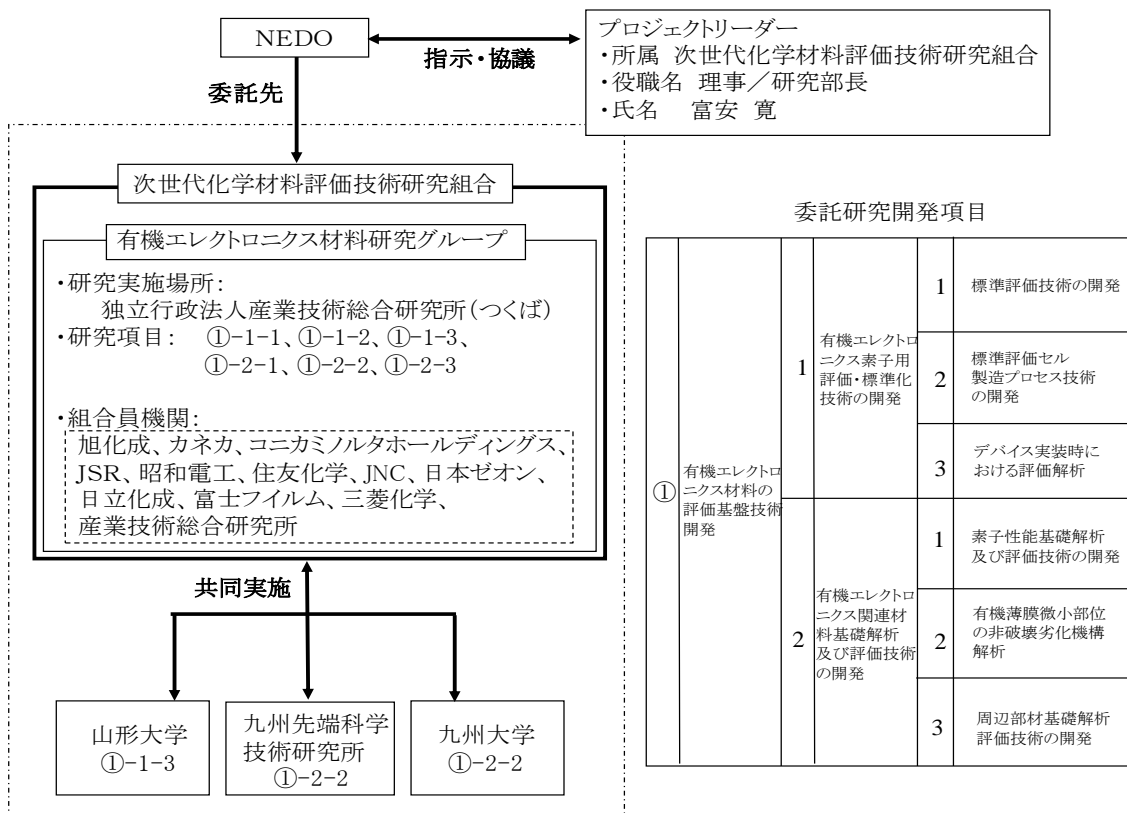 NEDO
指示・協議
プロジェクトリーダー
・所属 次世代化学材料評価技術研究組合
・役職名 理事／研究部長
・氏名 富安 寛
委託先
次世代化学材料評価技術研究組合
有機エレクトロニクス材料研究グループ
・研究実施場所：
独立行政法人産業技術総合研究所（つくば）
・研究項目： ①-1-1、①-1-2、①-1-3、
①-2-1、①-2-2、①-2-3
・組合員機関：
旭化成、カネカ、コニカミノルタホールディングス、
JSR、昭和電工、住友化学、JNC、日本ゼオン、
日立化成、富士フイルム、三菱化学、
産業技術総合研究所
共同実施
山形大学
①-1-3
九州先端科学
技術研究所
①-2-2
九州大学
①-2-2
委託研究開発項目
①
有機エレクトロ
ニクス材料の
評価基盤技術
開発
1
有機エレクトロ
ニクス素子用
評価・標準化
技術の開発
1
標準評価技術の開発
2
標準評価セル
製造プロセス技術
の開発
3
デバイス実装時に
おける評価解析
2
有機エレクトロ
ニクス関連材
料基礎解析
及び評価技術
の開発
1
素子性能基礎解析
及び評価技術の開発
2
有機薄膜微小部位
の非破壊劣化機構
解析
3
周辺部材基礎解析
評価技術の開発